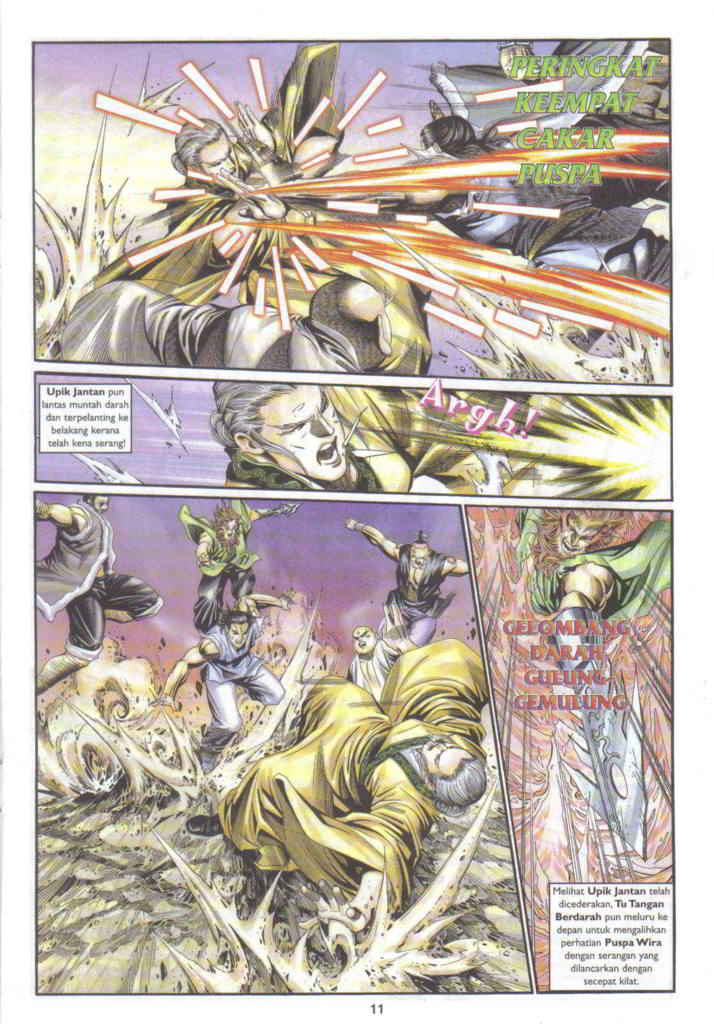 PERINGKAT
KEEMPAT
CAKAR
PUSPA
Upik Jantan pun
lantas muntah darah
dan terpelanting ke
belakang kerana
telah kena serang!
Argh!
GELOMBANG
DARAH
GULUNG-
GEMULUNG
Melihat Upik Jantan telah
dicederakan, Tu Tangan
Berdarah pun meluru ke
depan untuk mengalihkan
perhatian Puspa Wira
dengan serangan yang
dilancarkan dengan
secepat kilat.
11